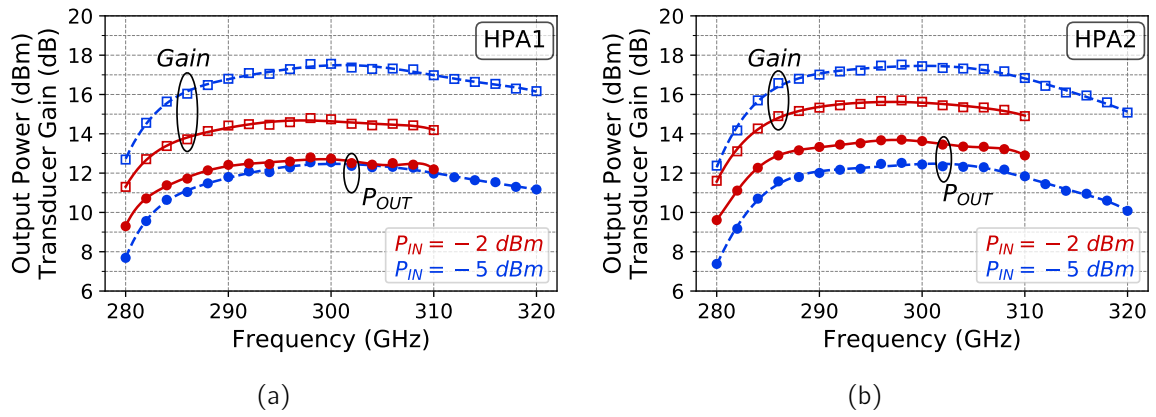 Output Power (dBm)
Transducer Gain (dB)
20
18
16
14
12
10
8
6
Gain
HPA1
P_OUT
P_IN = − 2 dBm
P_IN = − 5 dBm
280 290 300 310 320
Frequency (GHz)
(a)
Output Power (dBm)
Transducer Gain (dB)
20
18
16
14
12
10
8
6
Gain
HPA2
P_OUT
P_IN = − 2 dBm
P_IN = − 5 dBm
280 290 300 310 320
Frequency (GHz)
(b)